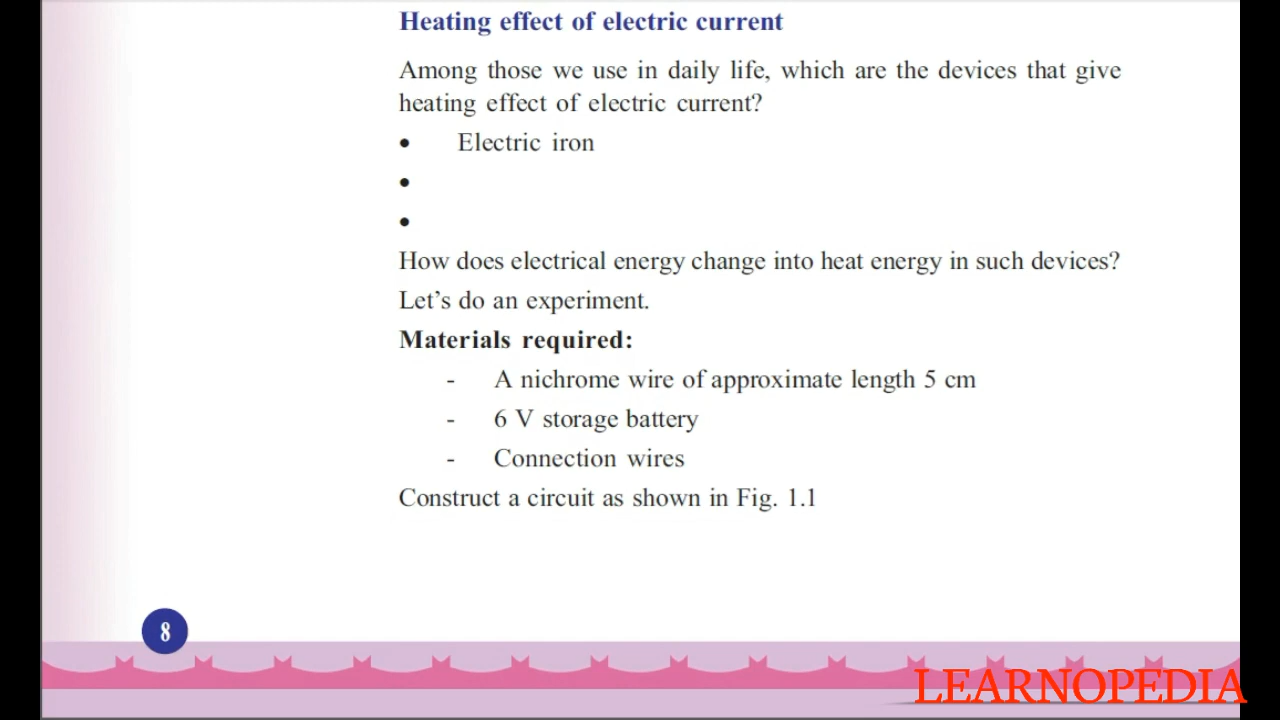 Heating effect of electric current
Among those we use in daily life, which are the devices that give
heating effect of electric current?
• Electric iron
•
•
How does electrical energy change into heat energy in such devices?
Let’s do an experiment.
Materials required:
- A nichrome wire of approximate length 5 cm
- 6 V storage battery
- Connection wires
Construct a circuit as shown in Fig. 1.1
8
LEARNOPEDIA